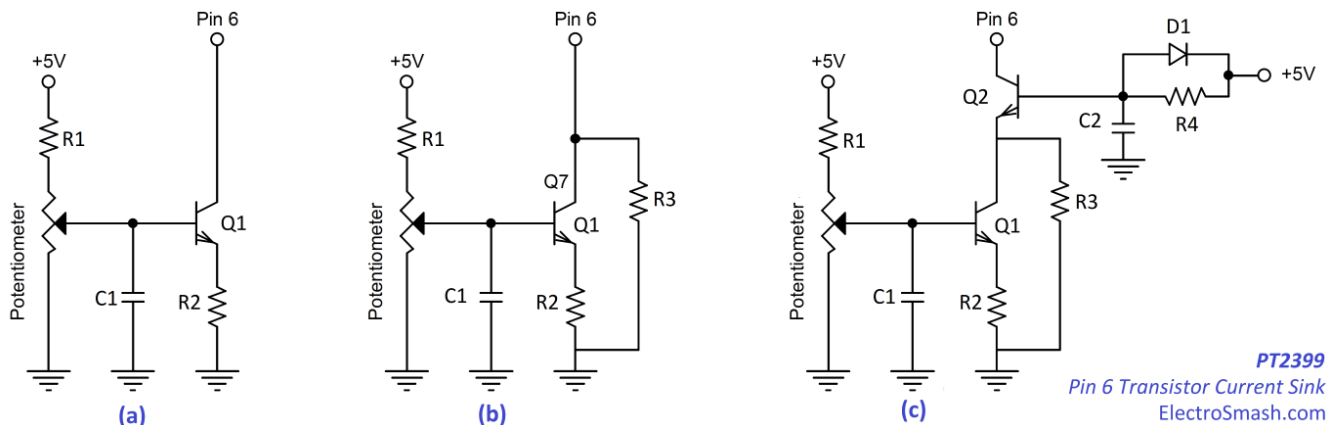 Pin 6
+5V
R1
Potentiometer
Q1
C1
R2
(a)
Pin 6
+5V
R1
Potentiometer
Q7
Q1
R3
C1
R2
(b)
Pin 6
D1
+5V
+5V
Q2
C2
R4
R1
Potentiometer
R3
Q1
C1
R2
(c)
PT2399
Pin 6 Transistor Current Sink
ElectroSmash.com